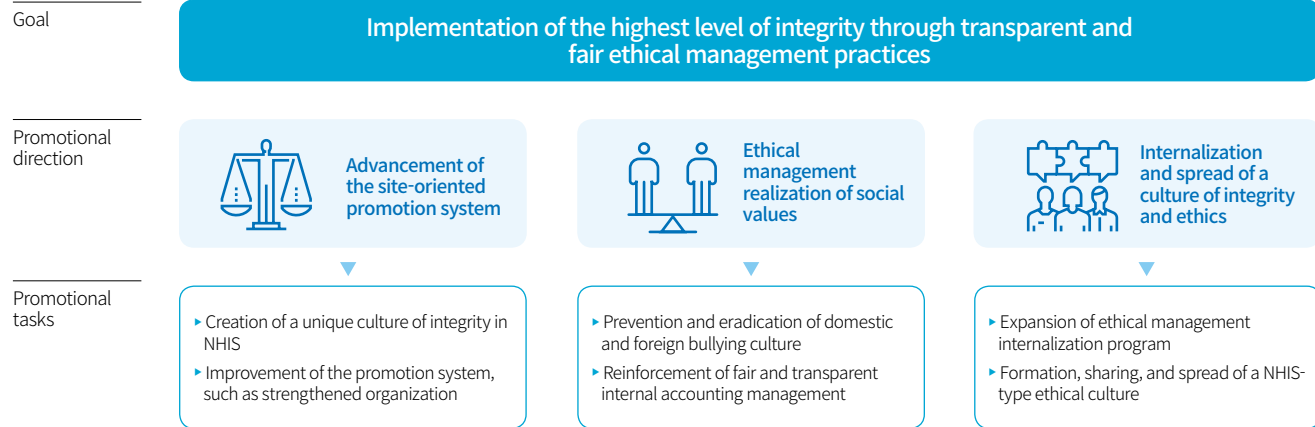 Goal
Implementation of the highest level of integrity through transparent and
fair ethical management practices
Promotional
direction
Advancement of
the site-oriented
promotion system
Ethical
management
realization of social
values
Internalization
and spread of a
culture of integrity
and ethics
Promotional
tasks
▸ Creation of a unique culture of integrity in
NHIS
▸ Improvement of the promotion system,
such as strengthened organization
▸ Prevention and eradication of domestic
and foreign bullying culture
▸ Reinforcement of fair and transparent
internal accounting management
▸ Expansion of ethical management
internalization program
▸ Formation, sharing, and spread of a NHIS-
type ethical culture